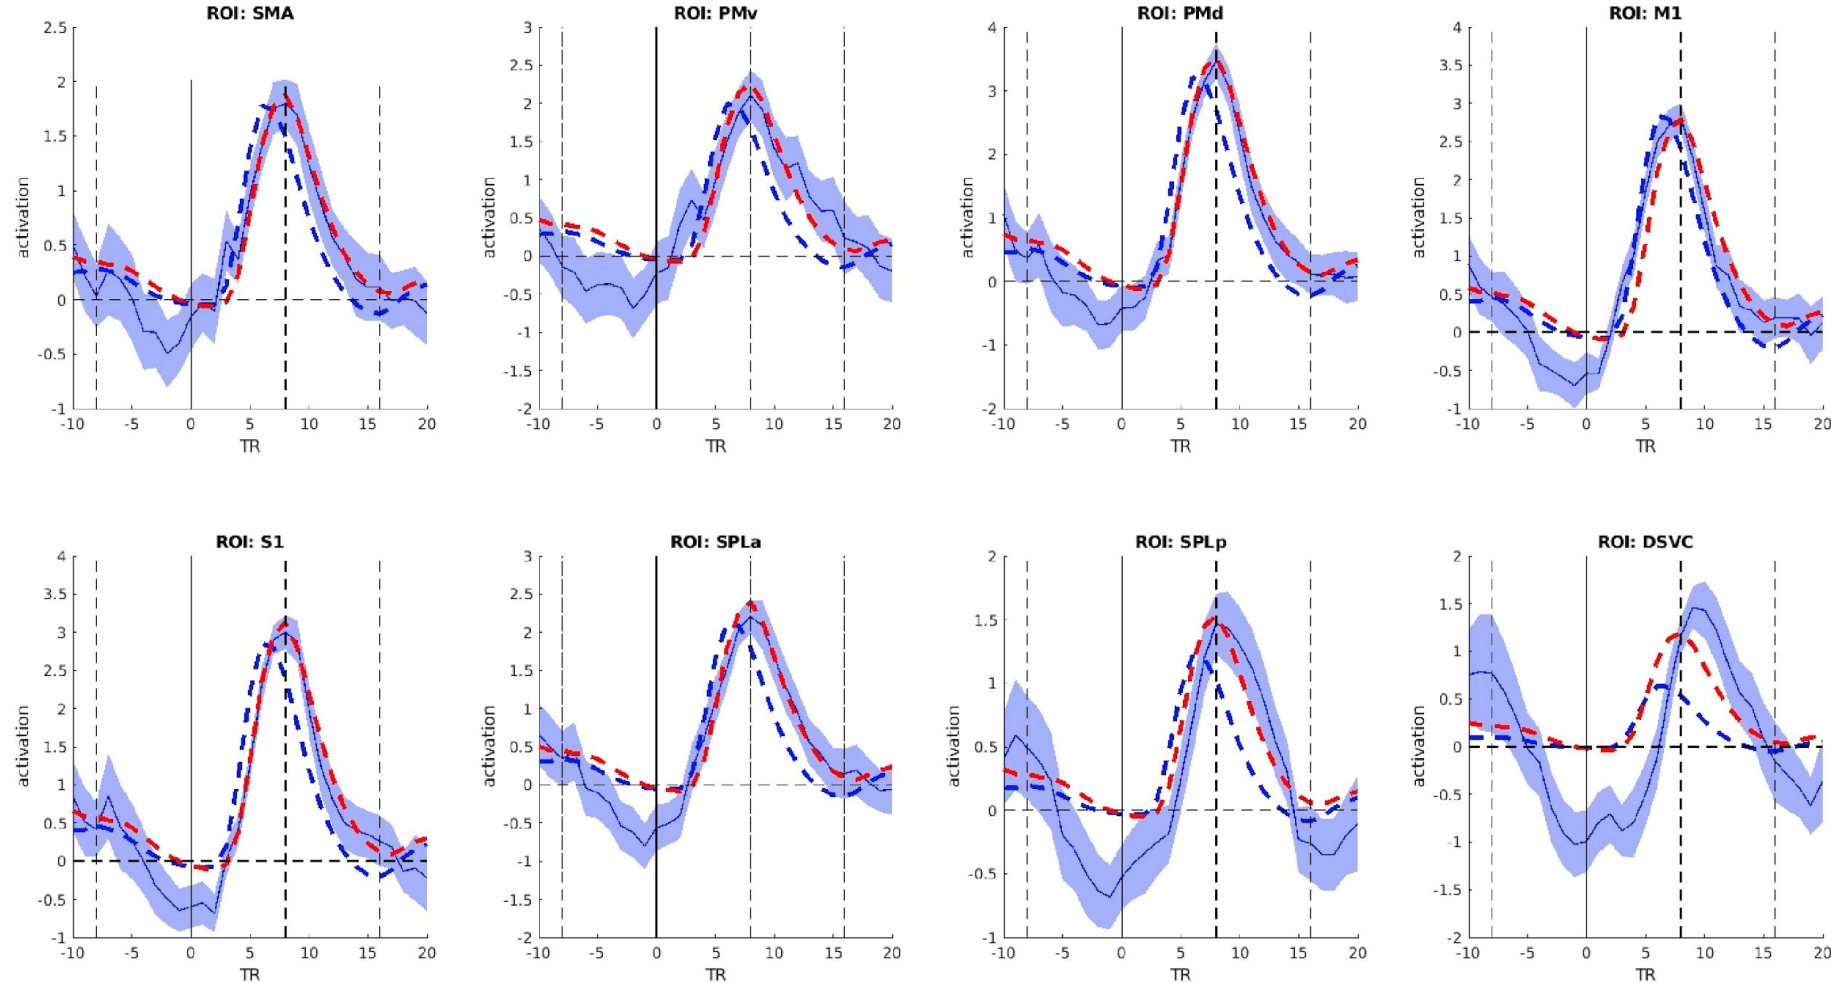 ROI: SMA
2.5
2
1.5
1
0.5
0
-0.5
-1
activation
-10 -5 0 5 10 15 20
TR
ROI: PMv
3
2.5
2
1.5
1
0.5
0
-0.5
-1
-1.5
-2
activation
-10 -5 0 5 10 15 20
TR
ROI: PMd
4
3
2
1
0
-1
-2
activation
-10 -5 0 5 10 15 20
TR
ROI: M1
4
3.5
3
2.5
2
1.5
1
0.5
0
-0.5
-1
activation
-10 -5 0 5 10 15 20
TR
ROI: S1
4
3.5
3
2.5
2
1.5
1
0.5
0
-0.5
-1
activation
-10 -5 0 5 10 15 20
TR
ROI: SPLa
3
2.5
2
1.5
1
0.5
0
-0.5
-1
-1.5
-2
activation
-10 -5 0 5 10 15 20
TR
ROI: SPLp
2
1.5
1
0.5
0
-0.5
-1
activation
-10 -5 0 5 10 15 20
TR
ROI: DSVC
2
1.5
1
0.5
0
-0.5
-1
-1.5
-2
activation
-10 -5 0 5 10 15 20
TR